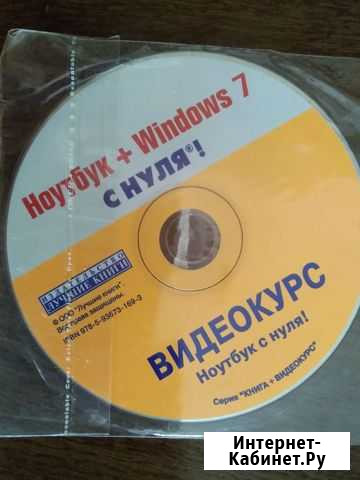 Ноутбук + Windows 7
С НУЛЯ®!
ИЗДАТЕЛЬСТВО
ЛУЧШИЕ КНИГИ
© ООО "Лучшие книги".
Все права защищены.
ISBN 978-5-93673-169-3
ВИДЕОКУРС
Ноутбук с нуля!
Серия "КНИГА + ВИДЕОКУРС"
Интернет-
Кабинет.Ру